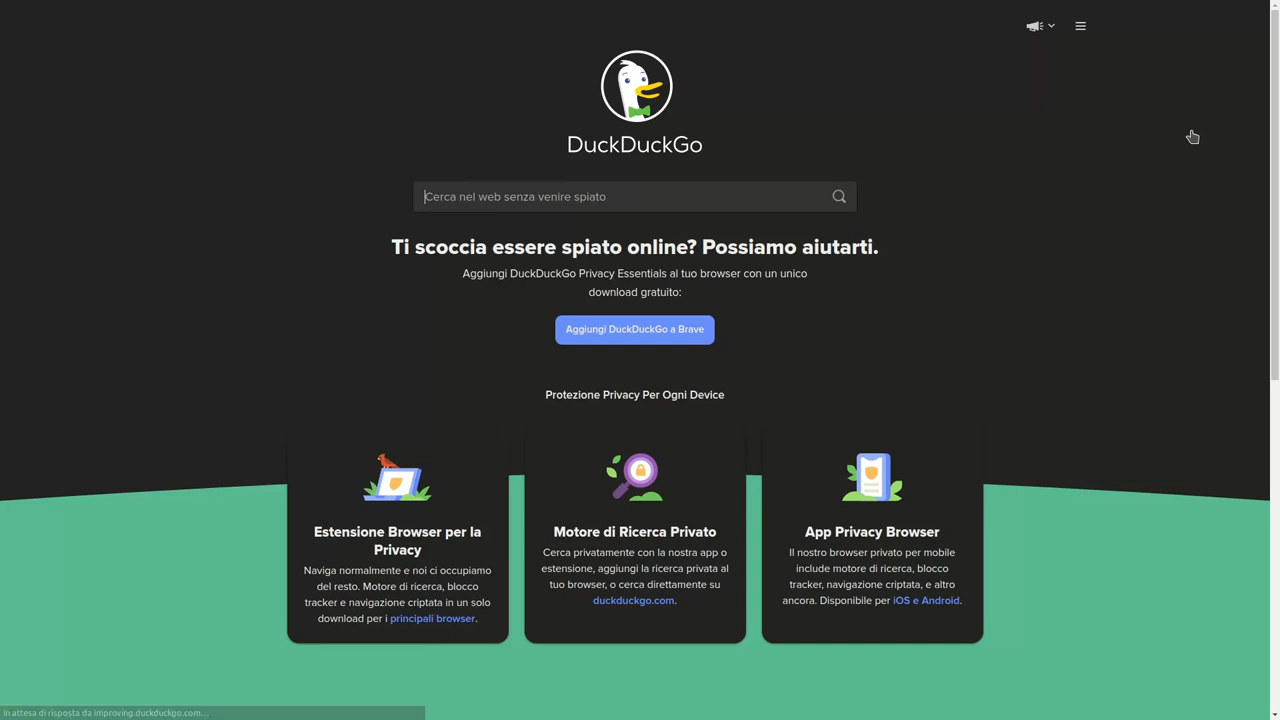 DuckDuckGo
Cerca nel web senza venire spiato
Ti scoccia essere spiato online? Possiamo aiutarti.
Aggiungi DuckDuckGo Privacy Essentials al tuo browser con un unico
download gratuito:
Aggiungi DuckDuckGo a Brave
Protezione Privacy Per Ogni Device
Estensione Browser per la
Privacy
Naviga normalmente e noi ci occupiamo
del resto. Motore di ricerca, blocco
tracker e navigazione criptata in un solo
download per i principali browser.
Motore di Ricerca Privato
Cerca privatamente con la nostra app o
estensione, aggiungi la ricerca privata al
tuo browser, o cerca direttamente su
duckduckgo.com.
App Privacy Browser
Il nostro browser privato per mobile
include motore di ricerca, blocco
tracker, navigazione criptata, e altro
ancora. Disponibile per iOS e Android.
In attesa di risposta da improving.duckduckgo.com...